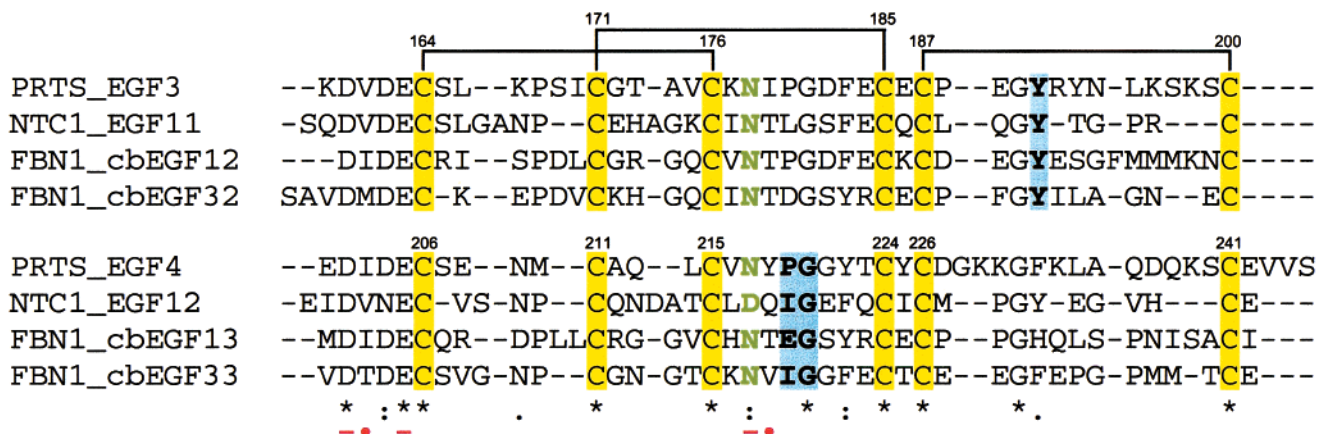 171 185
164 176 187 200
PRTS_EGF3 --KDVDECSL--KPSICGT-AVCKNIPGDFECECP--EGYRYN-LKSKSC----
NTC1_EGF11 -SQDVDECSLGANP--CEHAGKCINTLGSFECQCL--QGY-TG-PR---C----
FBN1_cbEGF12 ---DIDECRI--SPDLCGR-GQCVNTPGDFECKCD--EGYESGFMMMKNC----
FBN1_cbEGF32 SAVDMDEC-K--EPDVCKH-GQCINTDGSYRCECP--FGYILA-GN--EC----
206 211 215 224 226 241
PRTS_EGF4 --EDIDECSE--NM--CAQ--LCVNYPGGYTCYCDGKKGFKLA-QDQKSCEVVS
NTC1_EGF12 -EIDVNEC-VS-NP--CQNDATCLDQIGEFQCICM--PGY-EG-VH---CE---
FBN1_cbEGF13 --MDIDECQR--DPLLCRG-GVCHNTEGSYRCECP--PGHQLS-PNISACI---
FBN1_cbEGF33 --VDTDECSVG-NP--CGN-GTCKNVIGGFECTCE--EGFEPG-PMM-TCE---
* : * * . * * : * : * * * . *